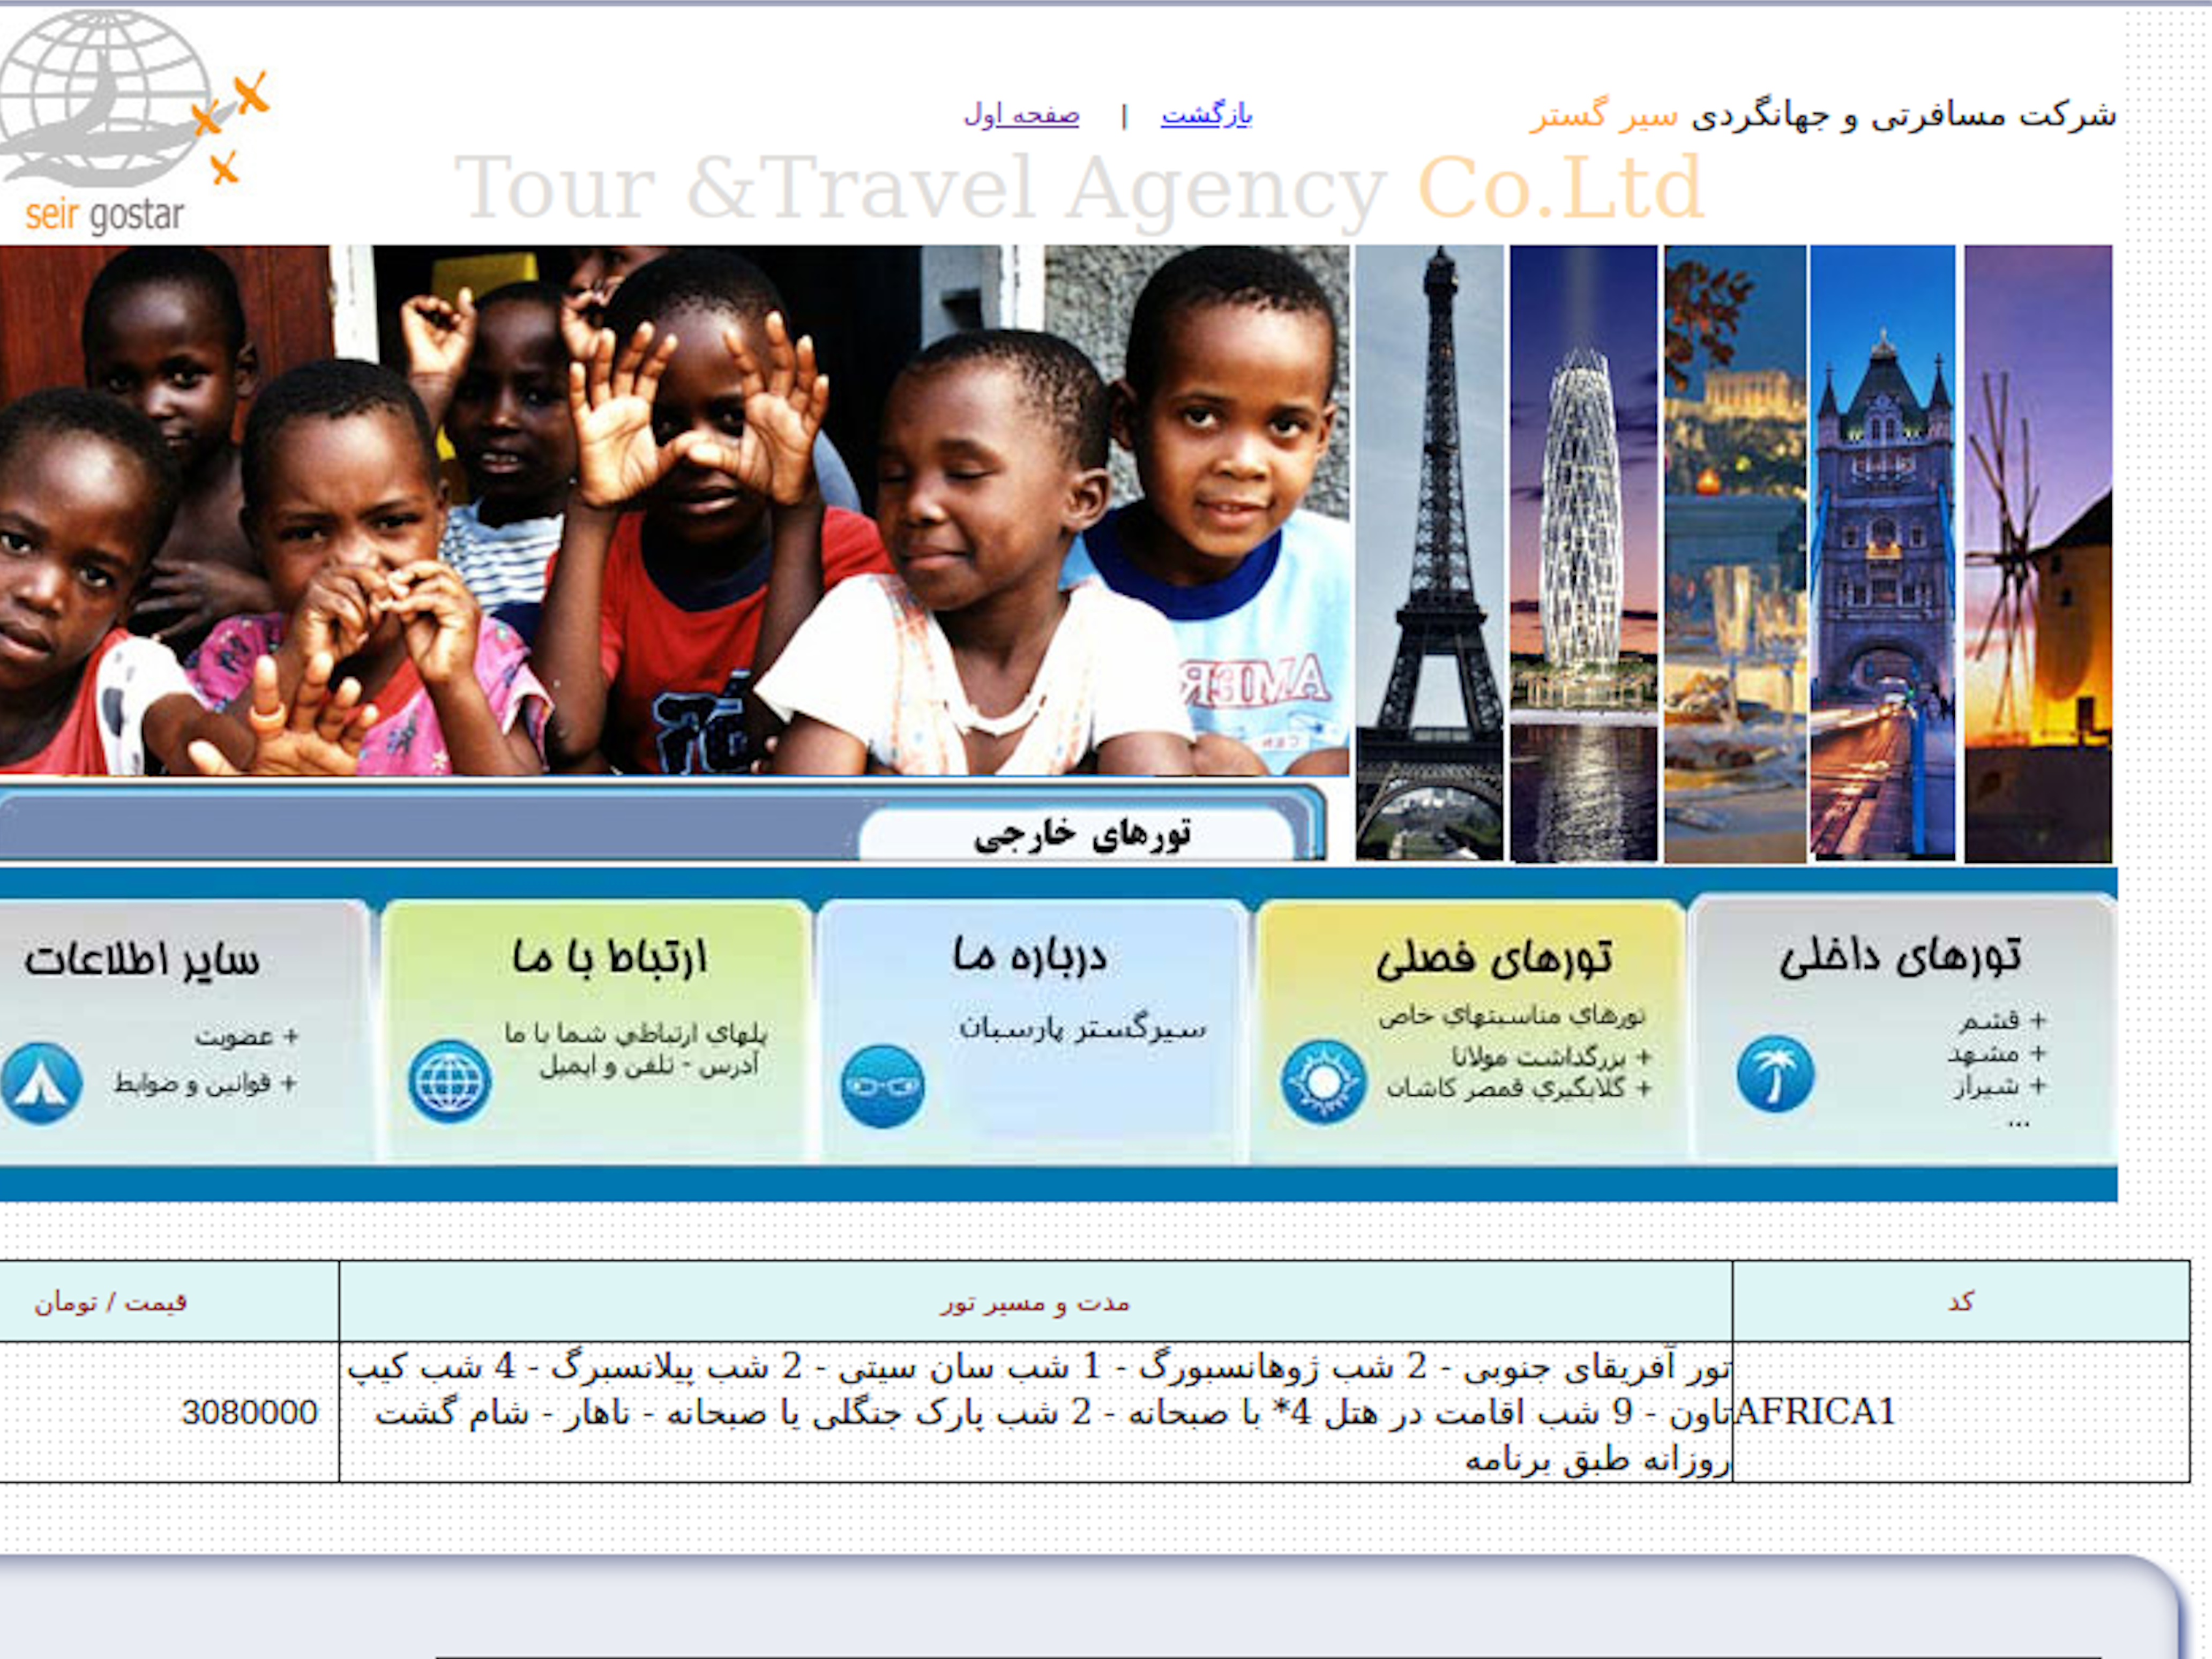 شرکت مسافرتی و جهانگردی سیر گستر
بازگشت | صفحه اول
seir gostar
Tour &Travel Agency Co.Ltd
تورهای خارجی
تورهای داخلی
+ قشم
+ مشهد
+ شیراز
...
تورهای فصلی
تورهای مناسبتهای خاص
+ بزرگداشت مولانا
+ گلابگیری قمصر کاشان
درباره ما
سیرگستر پارسیان
ارتباط با ما
پلهای ارتباطی شما با ما
آدرس - تلفن و ایمیل
سایر اطلاعات
+ عضویت
+ قوانین و ضوابط
کد
مدت و مسیر تور
قیمت / تومان
AFRICA1
تور آفریقای جنوبی - 2 شب ژوهانسبورگ - 1 شب سان سیتی - 2 شب پیلانسبرگ - 4 شب کیپ
تاون - 9 شب اقامت در هتل 4* با صبحانه - 2 شب پارک جنگلی با صبحانه - ناهار - شام گشت
روزانه طبق برنامه
3080000